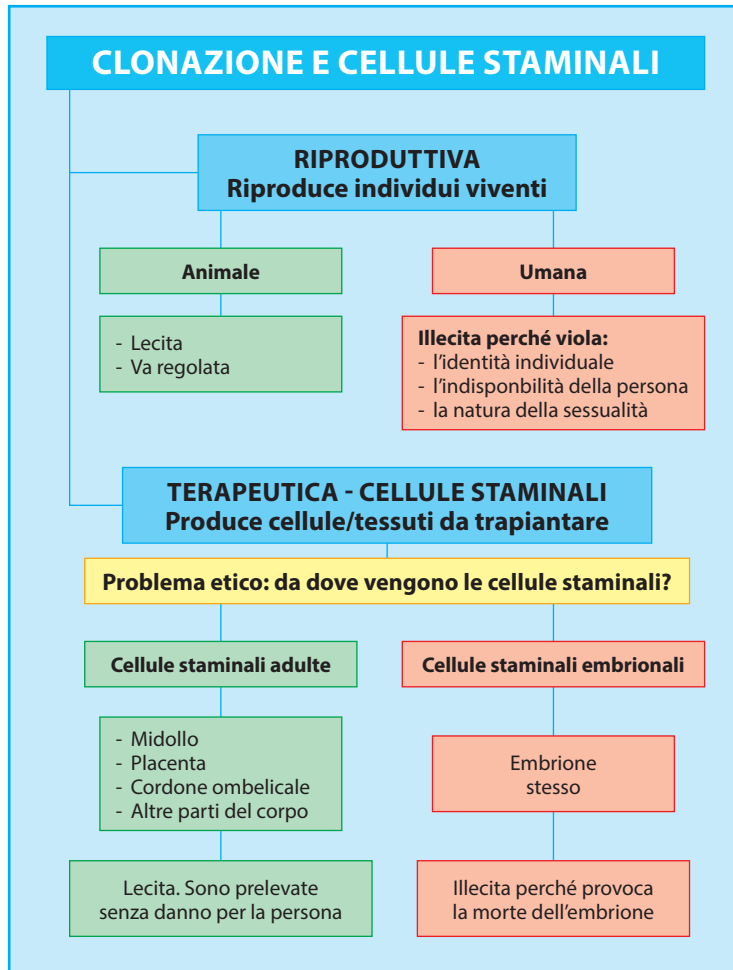 CLONAZIONE E CELLULE STAMINALI
RIPRODUTTIVA
Riproduce individui viventi
Animale
- Lecita
- Va regolata
Umana
Illecita perché viola:
- l'identità individuale
- l'indisponbilità della persona
- la natura della sessualità
TERAPEUTICA - CELLULE STAMINALI
Produce cellule/tessuti da trapiantare
Problema etico: da dove vengono le cellule staminali?
Cellule staminali adulte
- Midollo
- Placenta
- Cordone ombelicale
- Altre parti del corpo
Lecita. Sono prelevate
senza danno per la persona
Cellule staminali embrionali
Embrione
stesso
Illecita perché provoca
la morte dell'embrione